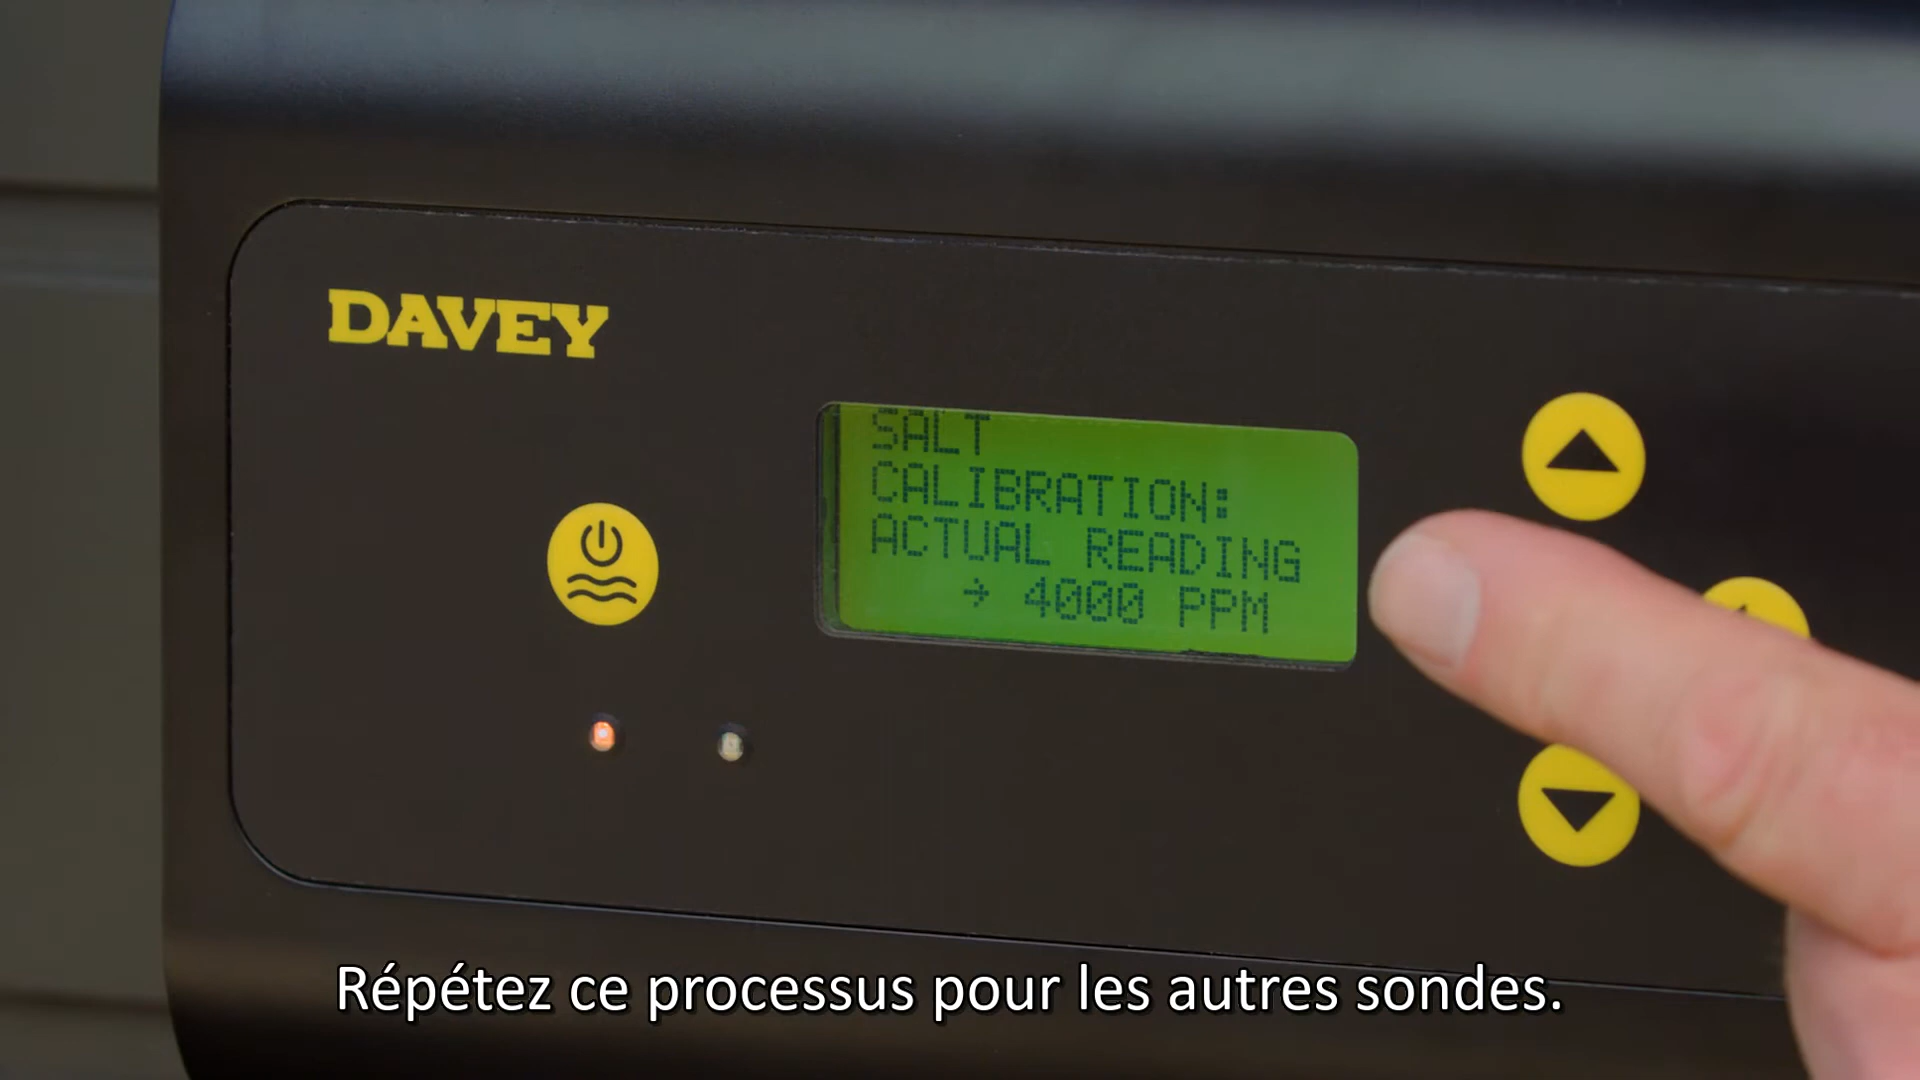 DAVEY
SALT
CALIBRATION:
ACTUAL READING
→ 4000 PPM
Répétez ce processus pour les autres sondes.